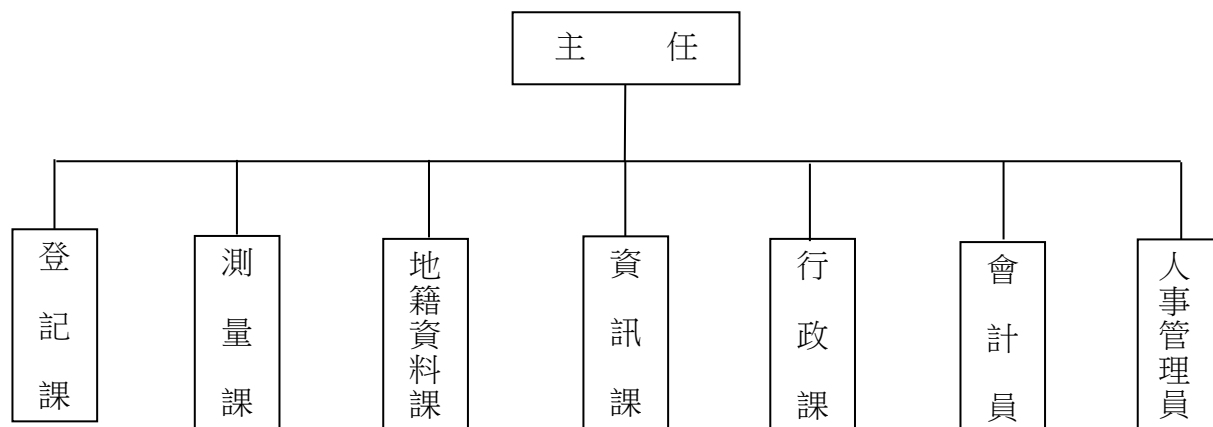 主任
登記課
測量課
地籍資料課
資訊課
行政課
會計員
人事管理員